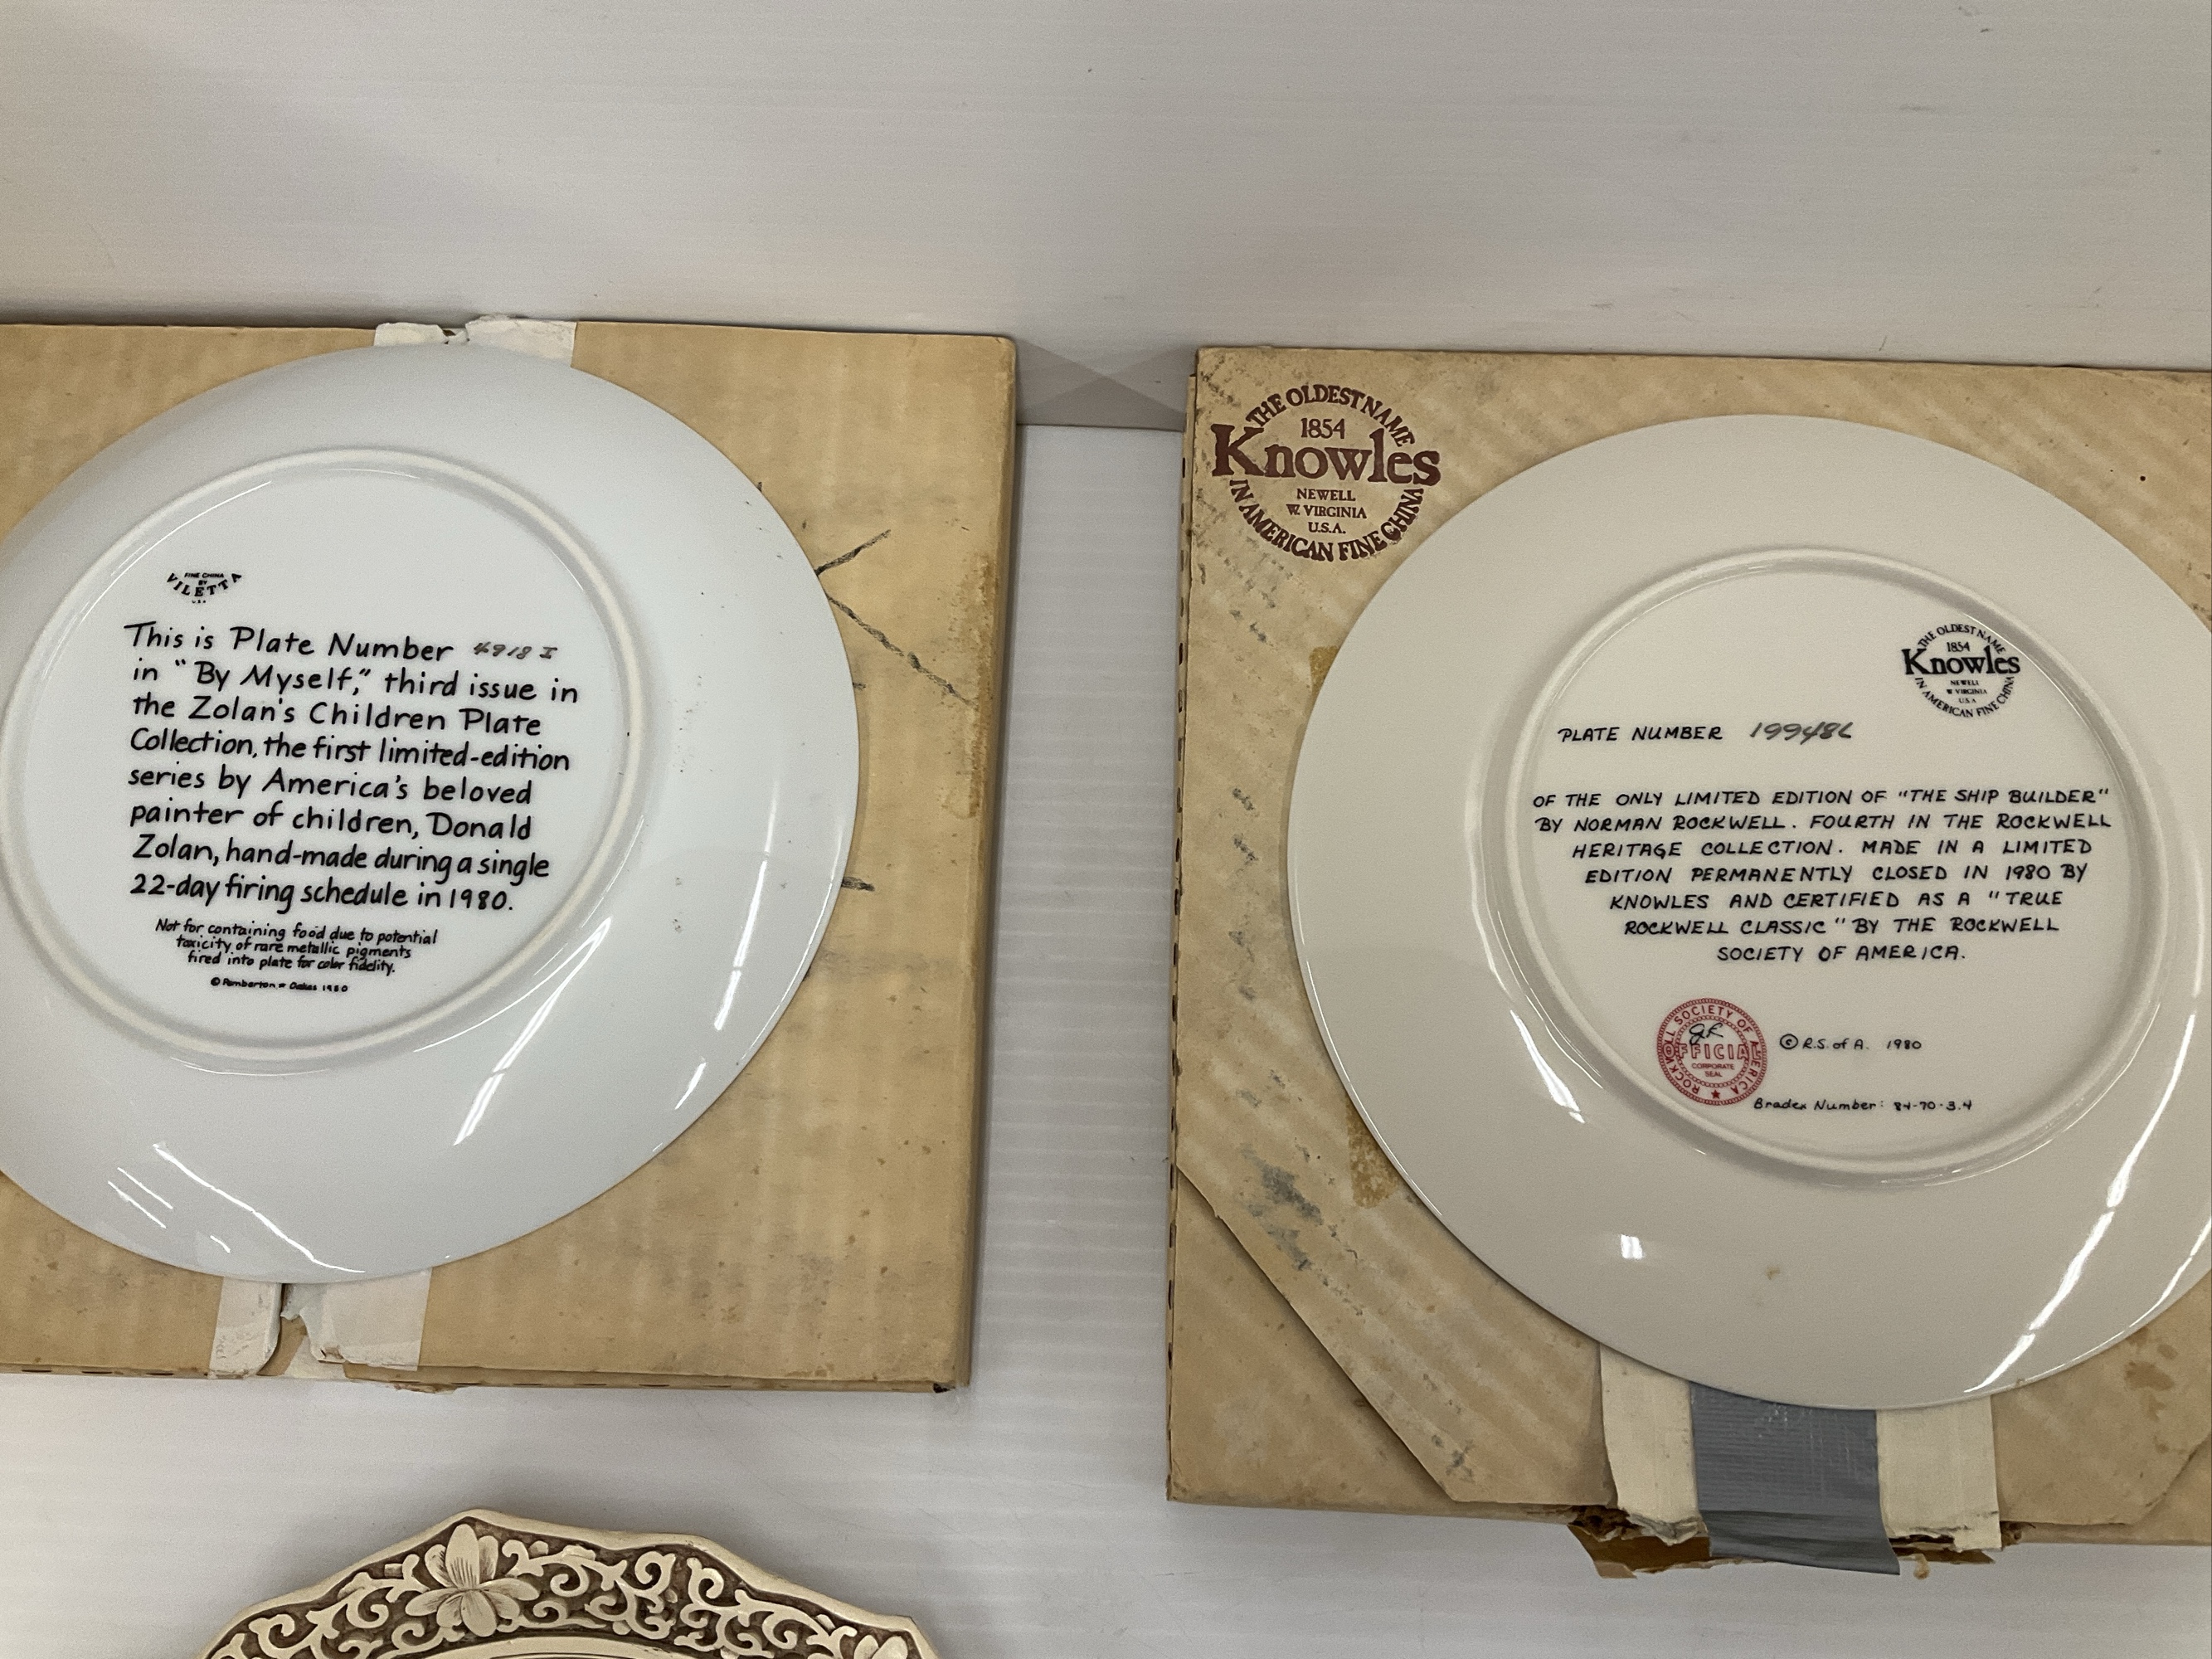 FINE CHINA
BY
VILETTA
U.S.A.
This is Plate Number 4918 I
in "By Myself," third issue in
the Zolan's Children Plate
Collection, the first limited-edition
series by America's beloved
painter of children, Donald
Zolan, hand-made during a single
22-day firing schedule in 1980.
Not for containing food due to potential
toxicity of rare metallic pigments
fired into plate for color fidelity.
© Pemberton & Oakes 1980
THE OLDEST NAME
1854
Knowles
NEWELL
W. VIRGINIA
U.S.A.
IN AMERICAN FINE CHINA
THE OLDEST NAME
1854
Knowles
NEWELL
W VIRGINIA
U.S.A
IN AMERICAN FINE CHINA
PLATE NUMBER 19948L
OF THE ONLY LIMITED EDITION OF "THE SHIP BUILDER"
BY NORMAN ROCKWELL. FOURTH IN THE ROCKWELL
HERITAGE COLLECTION. MADE IN A LIMITED
EDITION PERMANENTLY CLOSED IN 1980 BY
KNOWLES AND CERTIFIED AS A "TRUE
ROCKWELL CLASSIC" BY THE ROCKWELL
SOCIETY OF AMERICA.
ROCKWELL SOCIETY OF AMERICA
OFFICIAL
CORPORATE
SEAL
© R.S. of A. 1980
Bradex Number: 84-70-3.4